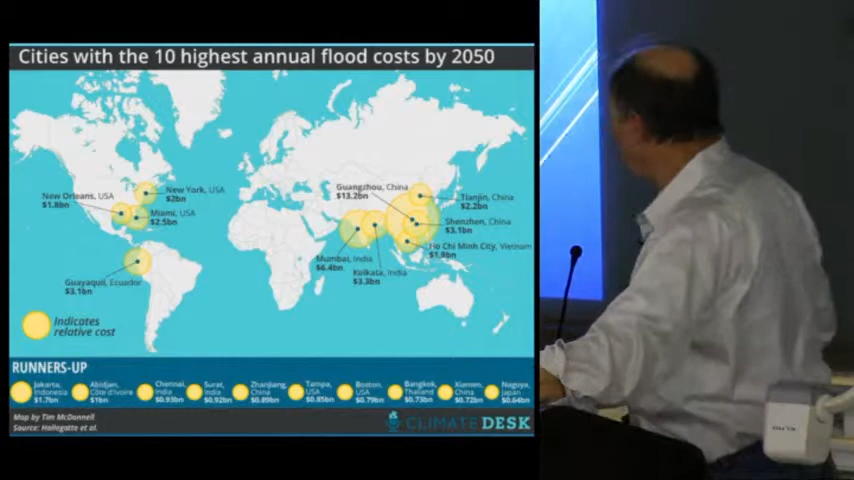 Cities with the 10 highest annual flood costs by 2050
New Orleans, USA
$1.8bn
New York, USA
$2bn
Miami, USA
$2.5bn
Guayaquil, Ecuador
$3.1bn
Guangzhou, China
$13.2bn
Tianjin, China
$2.2bn
Shenzhen, China
$3.1bn
Ho Chi Minh City, Vietnam
$1.9bn
Mumbai, India
$6.4bn
Kolkata, India
$3.3bn
Indicates
relative cost
RUNNERS-UP
Jakarta,
Indonesia
$1.7bn
Abidjan,
Côte d'Ivoire
$1bn
Chennai,
India
$0.93bn
Surat,
India
$0.92bn
Zhanjiang,
China
$0.89bn
Tampa,
USA
$0.85bn
Boston,
USA
$0.79bn
Bangkok,
Thailand
$0.73bn
Xiamen,
China
$0.72bn
Nagoya,
Japan
$0.64bn
Map by Tim McDonnell
Source: Hallegatte et al.
CLIMATE DESK